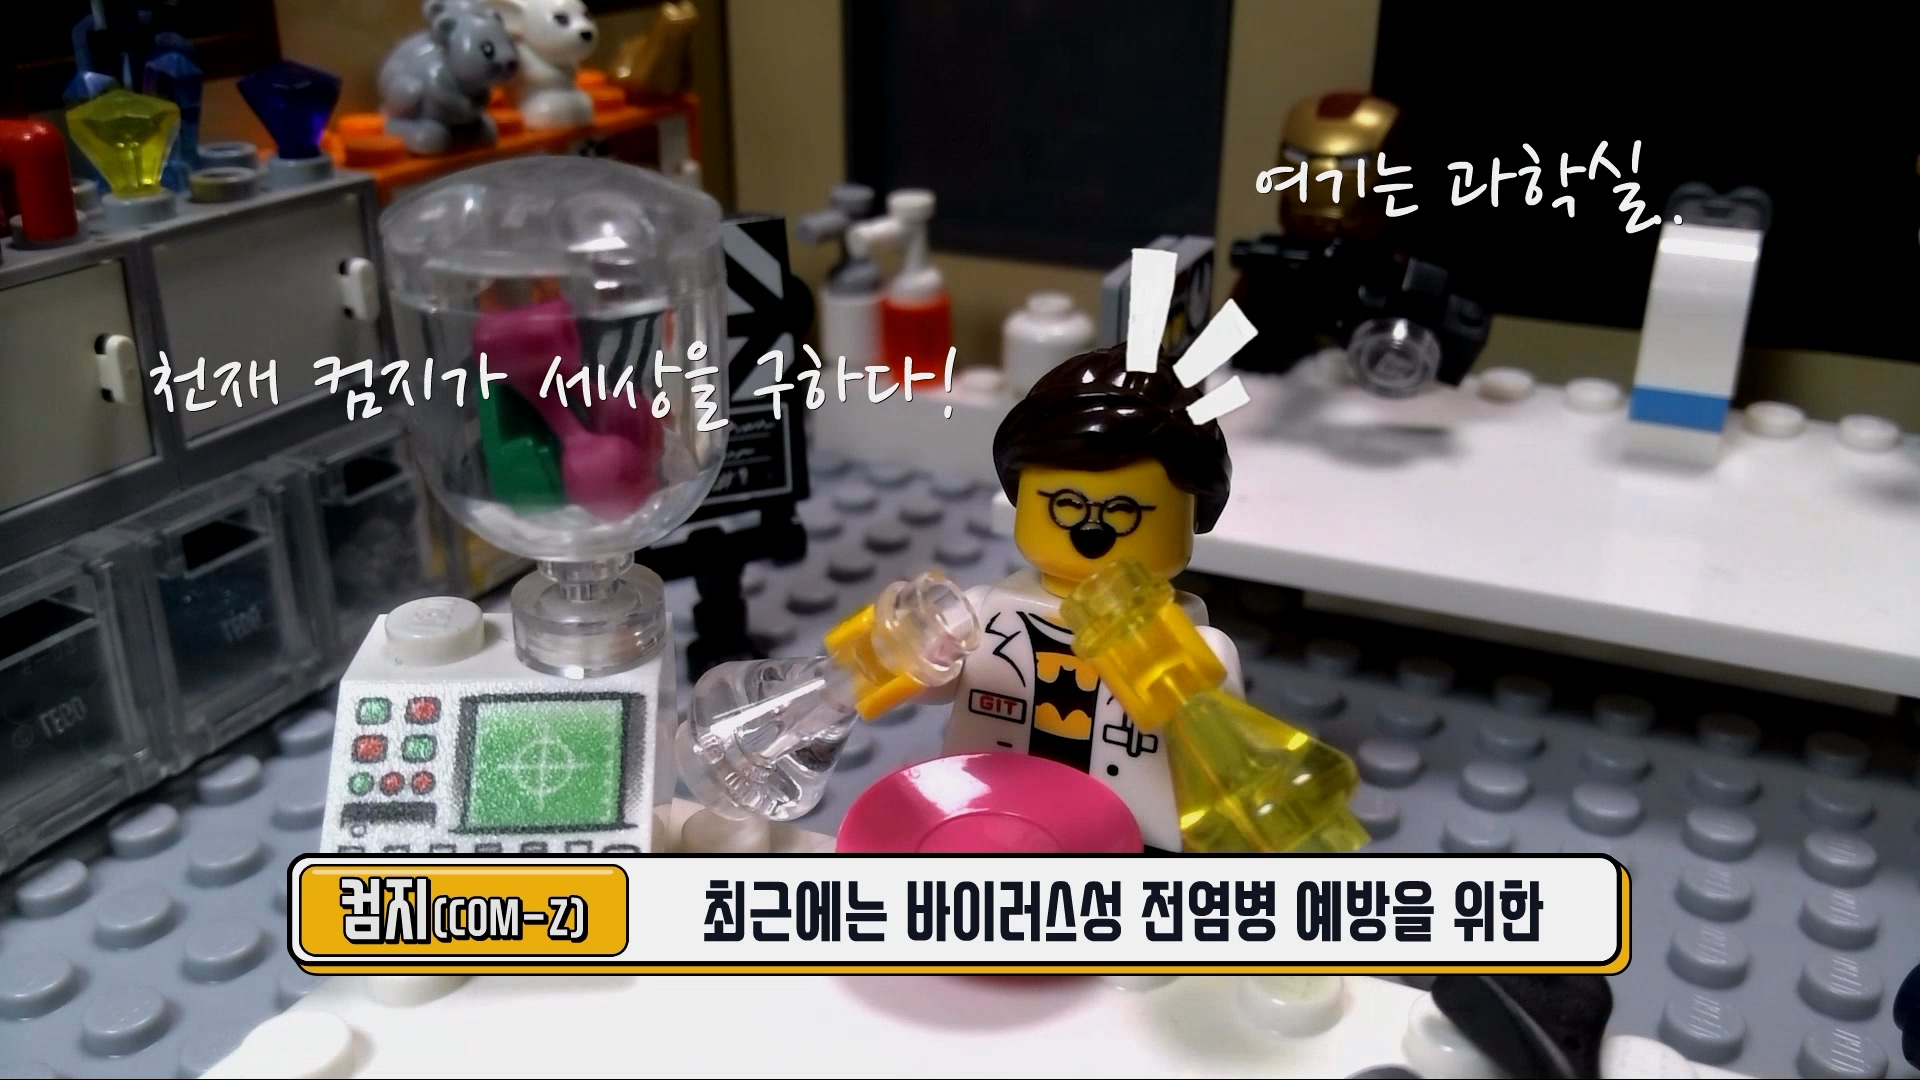 여기는 과학실..
천재 컴지가 세상을 구하다!
GIT
컴지(COM-Z)
최근에는 바이러스성 전염병 예방을 위한
LEGO
LEGO